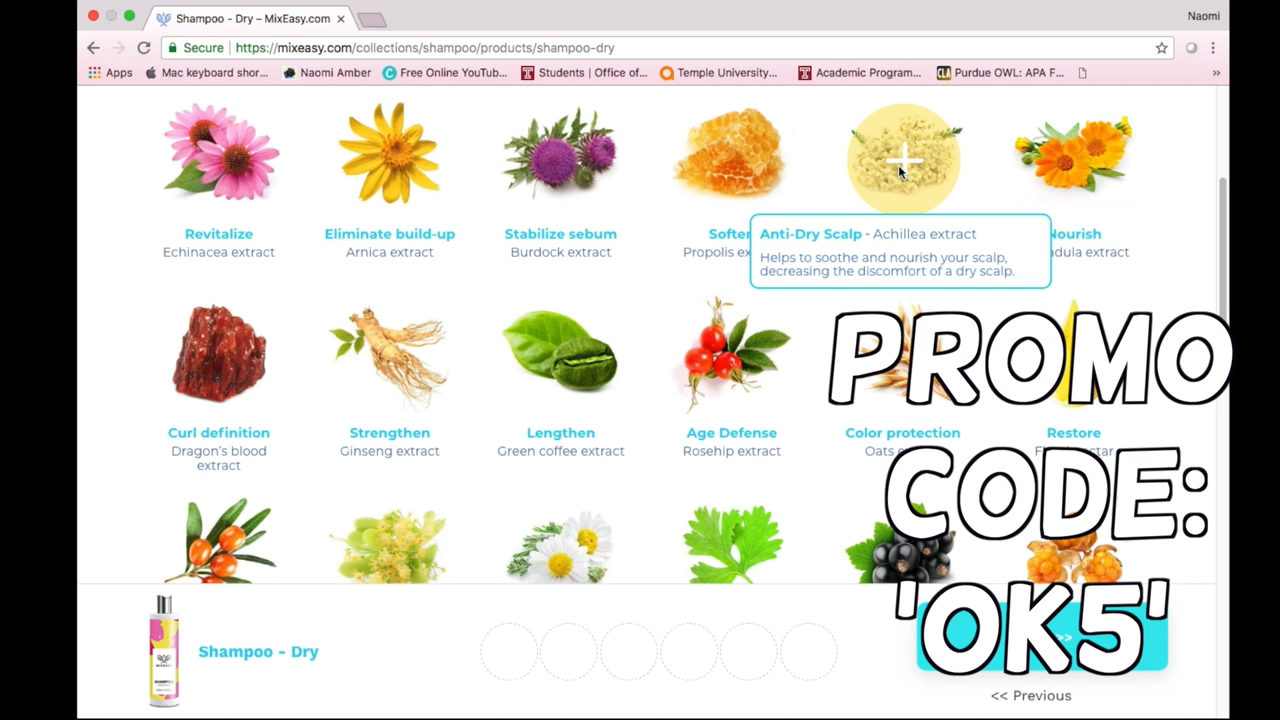 Shampoo - Dry – MixEasy.com
Naomi
Secure
https://mixeasy.com/collections/shampoo/products/shampoo-dry
Apps
Mac keyboard shor...
Naomi Amber
Free Online YouTub...
Students | Office of...
Temple University...
Academic Program...
Purdue OWL: APA F...
Revitalize
Echinacea extract
Eliminate build-up
Arnica extract
Stabilize sebum
Burdock extract
Propolis
Anti-Dry Scalp - Achillea extract
Helps to soothe and nourish your scalp,
decreasing the discomfort of a dry scalp.
Nourish
extract
Curl definition
Dragon's blood
extract
Strengthen
Ginseng extract
Lengthen
Green coffee extract
Age Defense
Rosehip extract
Color protection
Oats
Restore
PROMO
CODE:
'OK5'
Shampoo - Dry
<< Previous